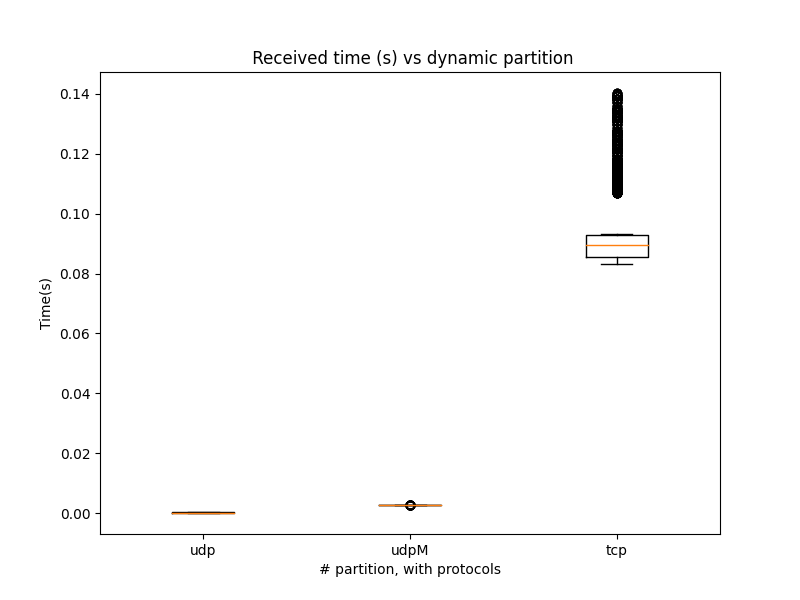 Received time (s) vs dynamic partition
0.14
0.12
0.10
0.08
0.06
0.04
0.02
0.00
Time(s)
udp
udpM
tcp
# partition, with protocols